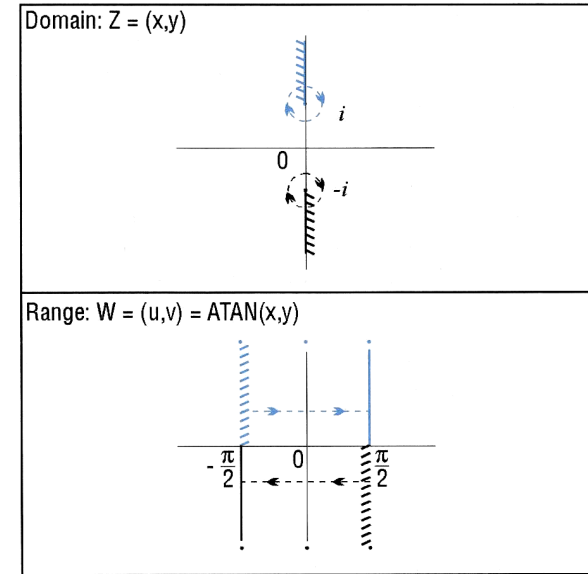 Domain: Z = (x,y)
i
0
-i
Range: W = (u,v) = ATAN(x,y)
- π/2 0 π/2